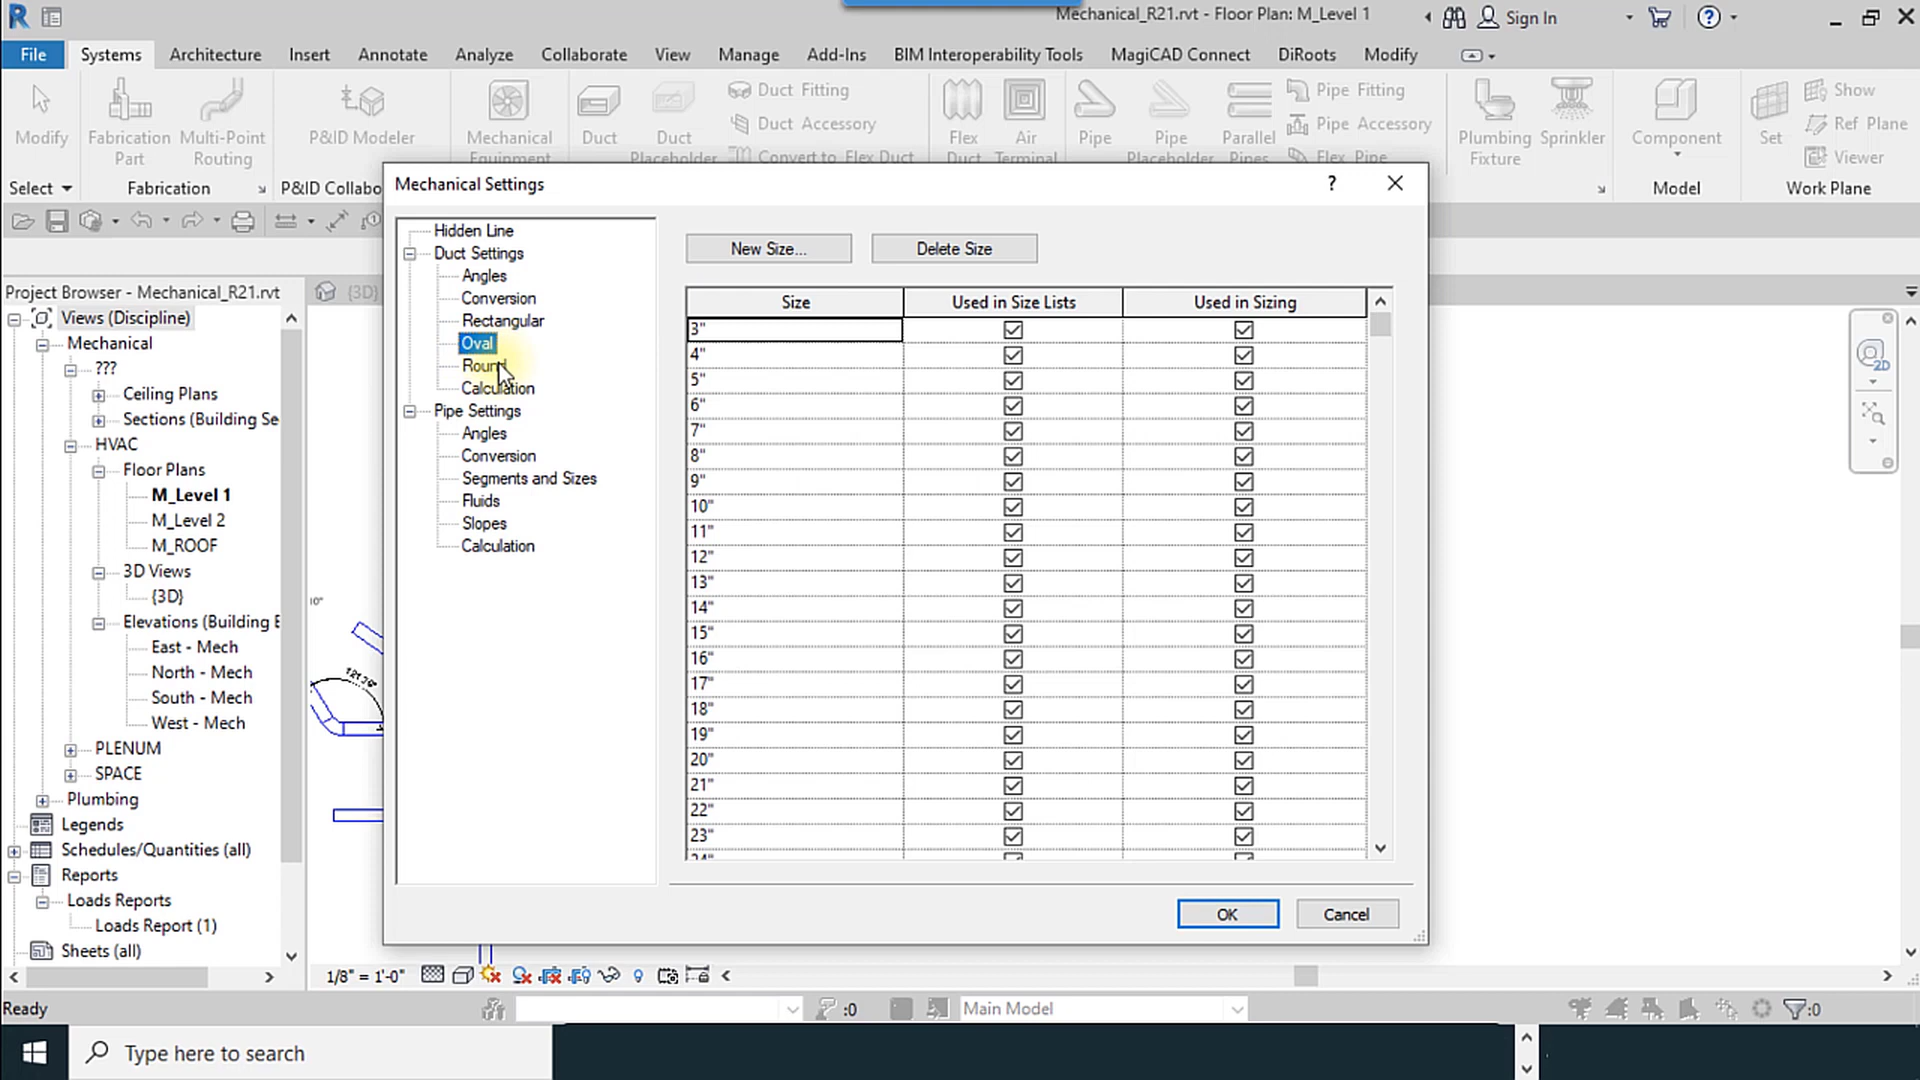 Mechanical_R21.rvt - Floor Plan: M_Level 1
Sign In
File Systems Architecture Insert Annotate Analyze Collaborate View Manage Add-Ins BIM Interoperability Tools MagiCAD Connect DiRoots Modify
Modify
Fabrication Part
Multi-Point Routing
P&ID Modeler
Mechanical Equipment
Duct
Duct Placeholder
Duct Fitting
Duct Accessory
Convert to Flex Duct
Flex Duct
Air Terminal
Pipe
Pipe Placeholder
Parallel Pipes
Pipe Fitting
Pipe Accessory
Flex Pipe
Plumbing Fixture
Sprinkler
Component
Set
Show
Ref Plane
Viewer
Select
Fabrication
P&ID Collabo
Model
Work Plane
Project Browser - Mechanical_R21.rvt
{3D}
Views (Discipline)
Mechanical
???
Ceiling Plans
Sections (Building Se
HVAC
Floor Plans
M_Level 1
M_Level 2
M_ROOF
3D Views
{3D}
Elevations (Building E
East - Mech
North - Mech
South - Mech
West - Mech
PLENUM
SPACE
Plumbing
Legends
Schedules/Quantities (all)
Reports
Loads Reports
Loads Report (1)
Sheets (all)
Mechanical Settings
?
Hidden Line
Duct Settings
Angles
Conversion
Rectangular
Oval
Round
Calculation
Pipe Settings
Angles
Conversion
Segments and Sizes
Fluids
Slopes
Calculation
New Size...
Delete Size
Size Used in Size Lists Used in Sizing
3"
4"
5"
6"
7"
8"
9"
10"
11"
12"
13"
14"
15"
16"
17"
18"
19"
20"
21"
22"
23"
24"
OK
Cancel
2D
1/8" = 1'-0"
Ready
:0
Main Model
:0
Type here to search